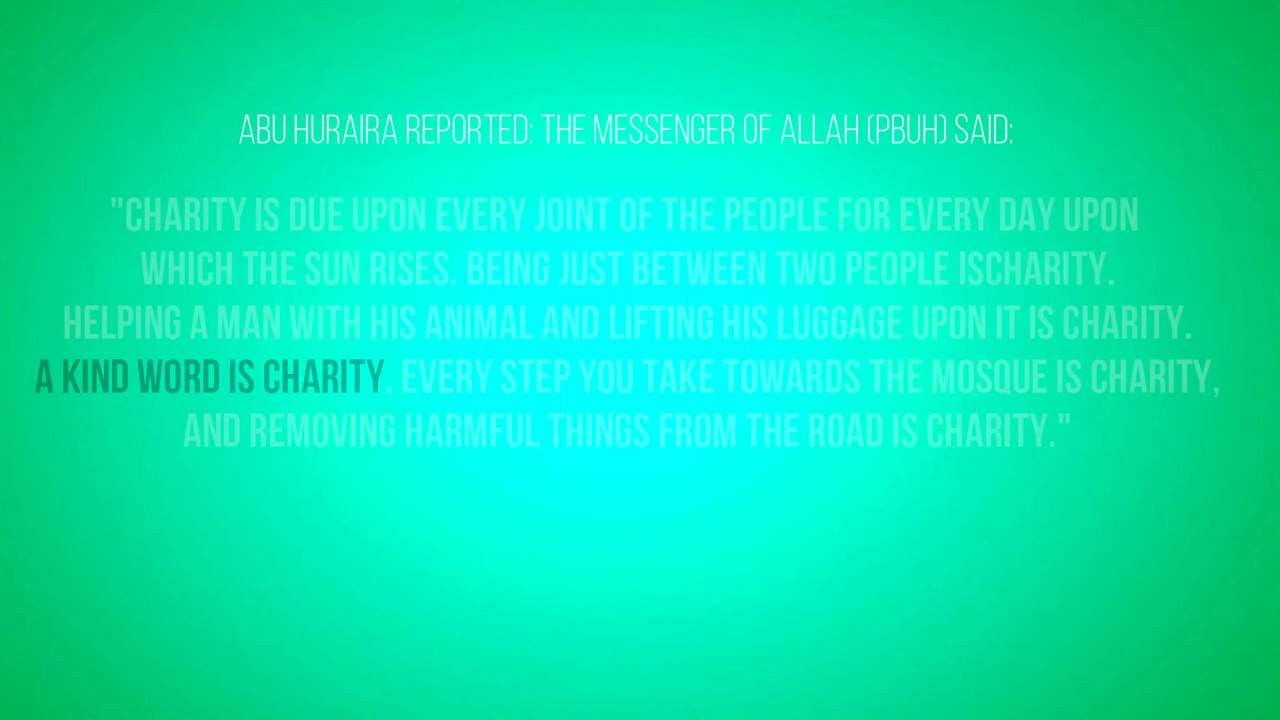 ABU HURAIRA REPORTED: THE MESSENGER OF ALLAH (PBUH) SAID:
"CHARITY IS DUE UPON EVERY JOINT OF THE PEOPLE FOR EVERY DAY UPON
WHICH THE SUN RISES. BEING JUST BETWEEN TWO PEOPLE ISCHARITY.
HELPING A MAN WITH HIS ANIMAL AND LIFTING HIS LUGGAGE UPON IT IS CHARITY.
A KIND WORD IS CHARITY. EVERY STEP YOU TAKE TOWARDS THE MOSQUE IS CHARITY,
AND REMOVING HARMFUL THINGS FROM THE ROAD IS CHARITY."